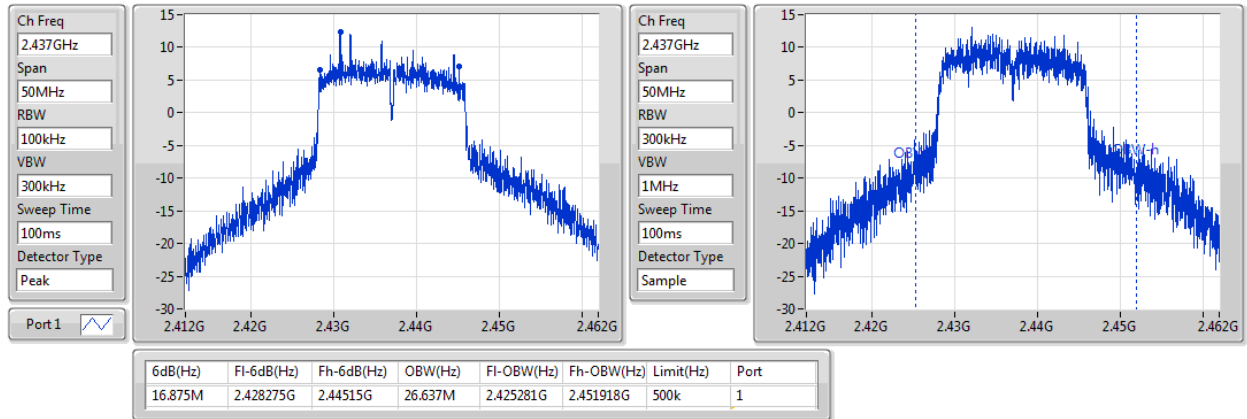 Ch Freq
2.437GHz
Span
50MHz
RBW
100kHz
VBW
300kHz
Sweep Time
100ms
Detector Type
Peak
Port 1
15
10
5
0
-5
-10
-15
-20
-25
-30
2.412G 2.42G 2.43G 2.44G 2.45G 2.462G
Ch Freq
2.437GHz
Span
50MHz
RBW
300kHz
VBW
1MHz
Sweep Time
100ms
Detector Type
Sample
15
10
5
0
-5
-10
-15
-20
-25
-30
2.412G 2.42G 2.43G 2.44G 2.45G 2.462G
6dB(Hz) Fl-6dB(Hz) Fh-6dB(Hz) OBW(Hz) Fl-OBW(Hz) Fh-OBW(Hz) Limit(Hz) Port
16.875M 2.428275G 2.44515G 26.637M 2.425281G 2.451918G 500k 1